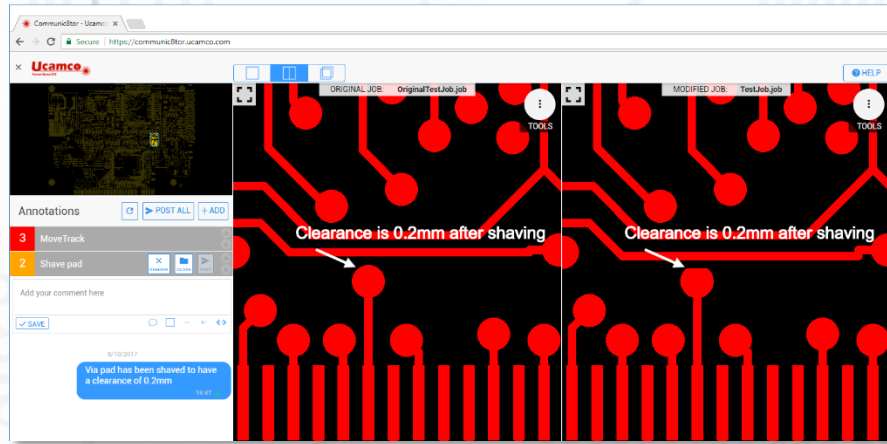 Communic8tor - Ucamco
Secure https://communic8tor.ucamco.com
Ucamco
HELP
ORIGINAL JOB: OriginalTestJob.job
MODIFIED JOB: TestJob.job
TOOLS
TOOLS
Annotations
POST ALL
+ADD
3 MoveTrack
2 Shave pad
REMOVE
CLOSE
Add your comment here
SAVE
8/10/2017
Via pad has been shaved to have
a clearance of 0.2mm
16:47
Clearance is 0.2mm after shaving
Clearance is 0.2mm after shaving